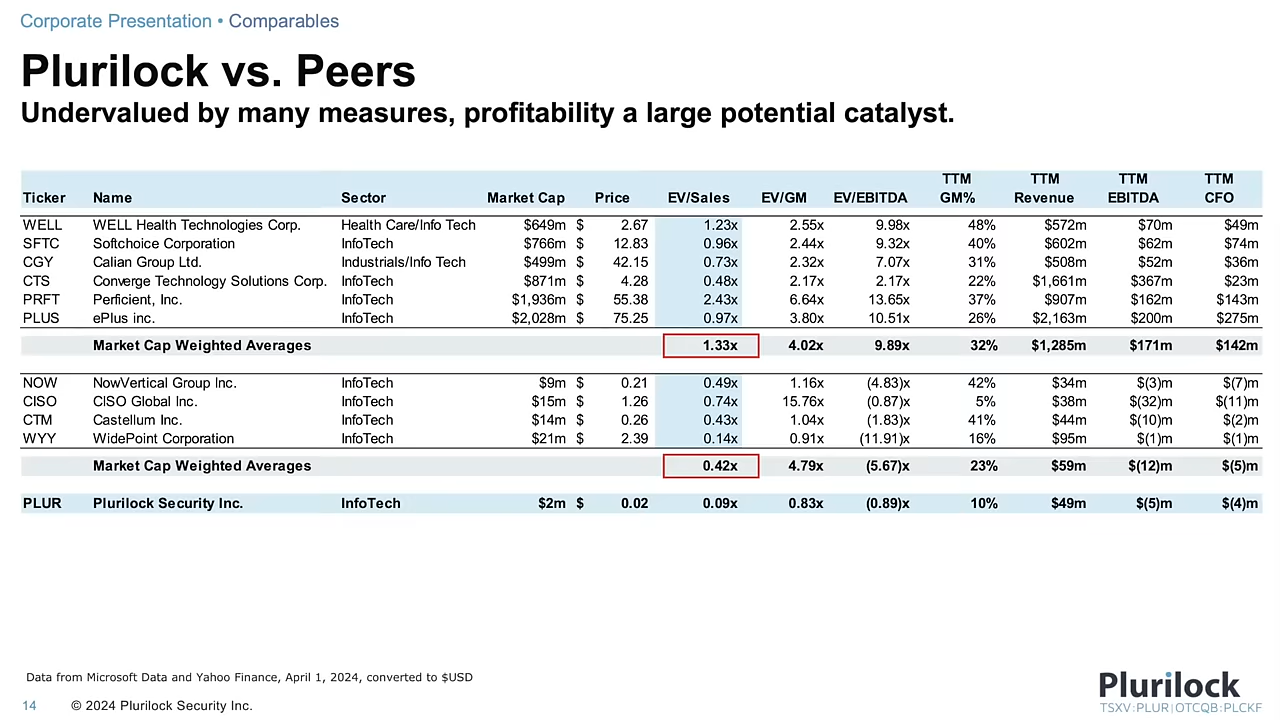 Corporate Presentation • Comparables
Plurilock vs. Peers
Undervalued by many measures, profitability a large potential catalyst.
TTM TTM TTM TTM
Ticker Name Sector Market Cap Price EV/Sales EV/GM EV/EBITDA GM% Revenue EBITDA CFO
WELL WELL Health Technologies Corp. Health Care/Info Tech $649m $ 2.67 1.23x 2.55x 9.98x 48% $572m $70m $49m
SFTC Softchoice Corporation InfoTech $766m $ 12.83 0.96x 2.44x 9.32x 40% $602m $62m $74m
CGY Calian Group Ltd. Industrials/Info Tech $499m $ 42.15 0.73x 2.32x 7.07x 31% $508m $52m $36m
CTS Converge Technology Solutions Corp. InfoTech $871m $ 4.28 0.48x 2.17x 2.17x 22% $1,661m $367m $23m
PRFT Perficient, Inc. InfoTech $1,936m $ 55.38 2.43x 6.64x 13.65x 37% $907m $162m $143m
PLUS ePlus inc. InfoTech $2,028m $ 75.25 0.97x 3.80x 10.51x 26% $2,163m $200m $275m
Market Cap Weighted Averages 1.33x 4.02x 9.89x 32% $1,285m $171m $142m
NOW NowVertical Group Inc. InfoTech $9m $ 0.21 0.49x 1.16x (4.83)x 42% $34m $(3)m $(7)m
CISO CISO Global Inc. InfoTech $15m $ 1.26 0.74x 15.76x (0.87)x 5% $38m $(32)m $(11)m
CTM Castellum Inc. InfoTech $14m $ 0.26 0.43x 1.04x (1.83)x 41% $44m $(10)m $(2)m
WYY WidePoint Corporation InfoTech $21m $ 2.39 0.14x 0.91x (11.91)x 16% $95m $(1)m $(1)m
Market Cap Weighted Averages 0.42x 4.79x (5.67)x 23% $59m $(12)m $(5)m
PLUR Plurilock Security Inc. InfoTech $2m $ 0.02 0.09x 0.83x (0.89)x 10% $49m $(5)m $(4)m
Data from Microsoft Data and Yahoo Finance, April 1, 2024, converted to $USD
14 © 2024 Plurilock Security Inc.
Plurilock
TSXV:PLUR|OTCQB:PLCKF